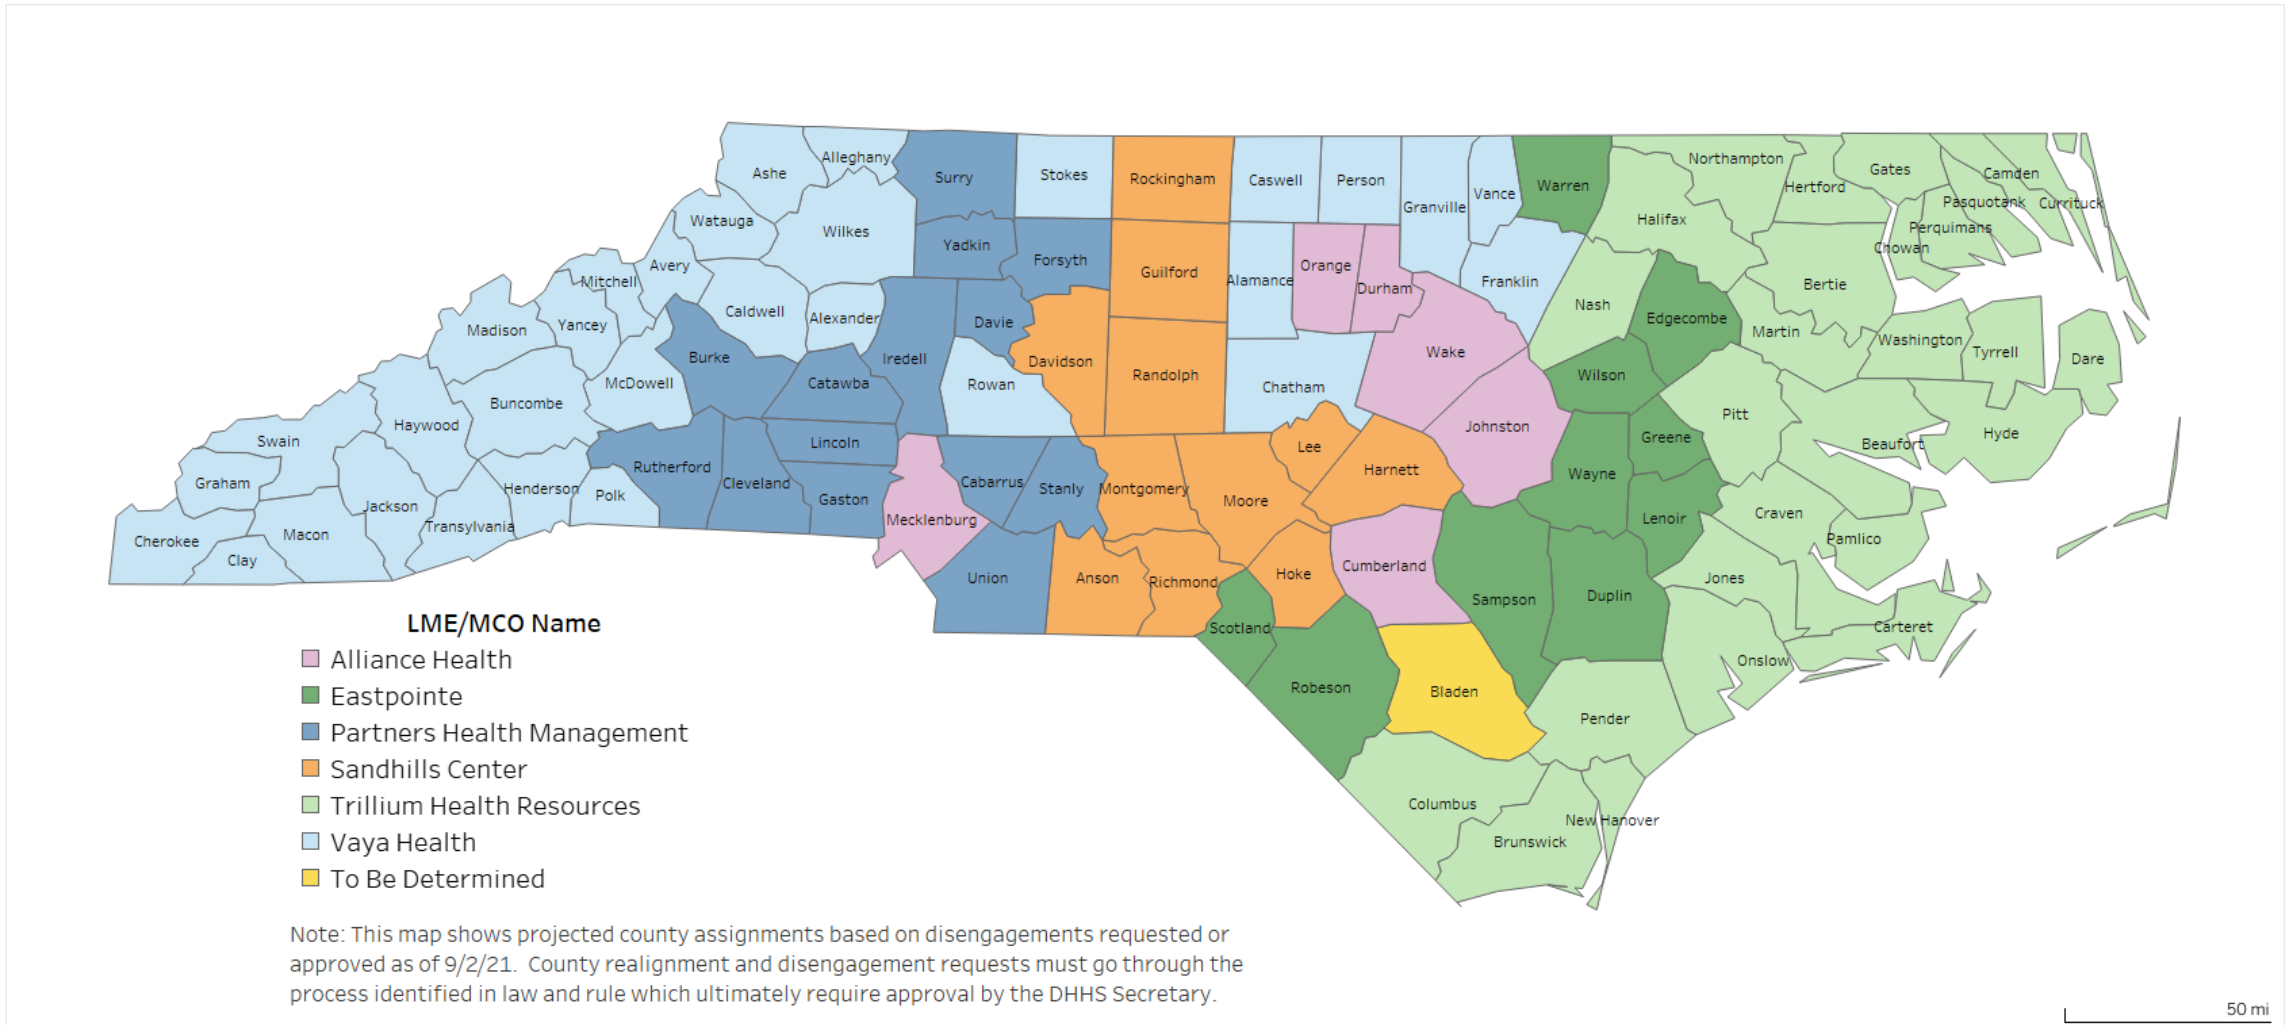 Alleghany
Ashe
Surry
Stokes
Rockingham
Caswell
Person
Granville
Vance
Warren
Northampton
Hertford
Gates
Camden
Pasquotank
Currituck
Perquimans
Chowan
Halifax
Watauga
Wilkes
Yadkin
Forsyth
Guilford
Alamance
Orange
Durham
Franklin
Nash
Edgecombe
Bertie
Martin
Washington
Tyrrell
Dare
Mitchell
Avery
Caldwell
Alexander
Davie
Iredell
Davidson
Randolph
Chatham
Wake
Wilson
Madison
Yancey
Burke
Catawba
Rowan
McDowell
Buncombe
Haywood
Swain
Graham
Cherokee
Clay
Macon
Jackson
Transylvania
Henderson
Polk
Rutherford
Cleveland
Lincoln
Gaston
Mecklenburg
Cabarrus
Stanly
Montgomery
Moore
Lee
Harnett
Johnston
Wayne
Greene
Pitt
Beaufort
Hyde
Lenoir
Craven
Pamlico
Jones
Carteret
Onslow
Union
Anson
Richmond
Hoke
Cumberland
Sampson
Duplin
Scotland
Robeson
Bladen
Pender
Columbus
Brunswick
New Hanover
LME/MCO Name
Alliance Health
Eastpointe
Partners Health Management
Sandhills Center
Trillium Health Resources
Vaya Health
To Be Determined
Note: This map shows projected county assignments based on disengagements requested or
approved as of 9/2/21. County realignment and disengagement requests must go through the
process identified in law and rule which ultimately require approval by the DHHS Secretary.
50 mi